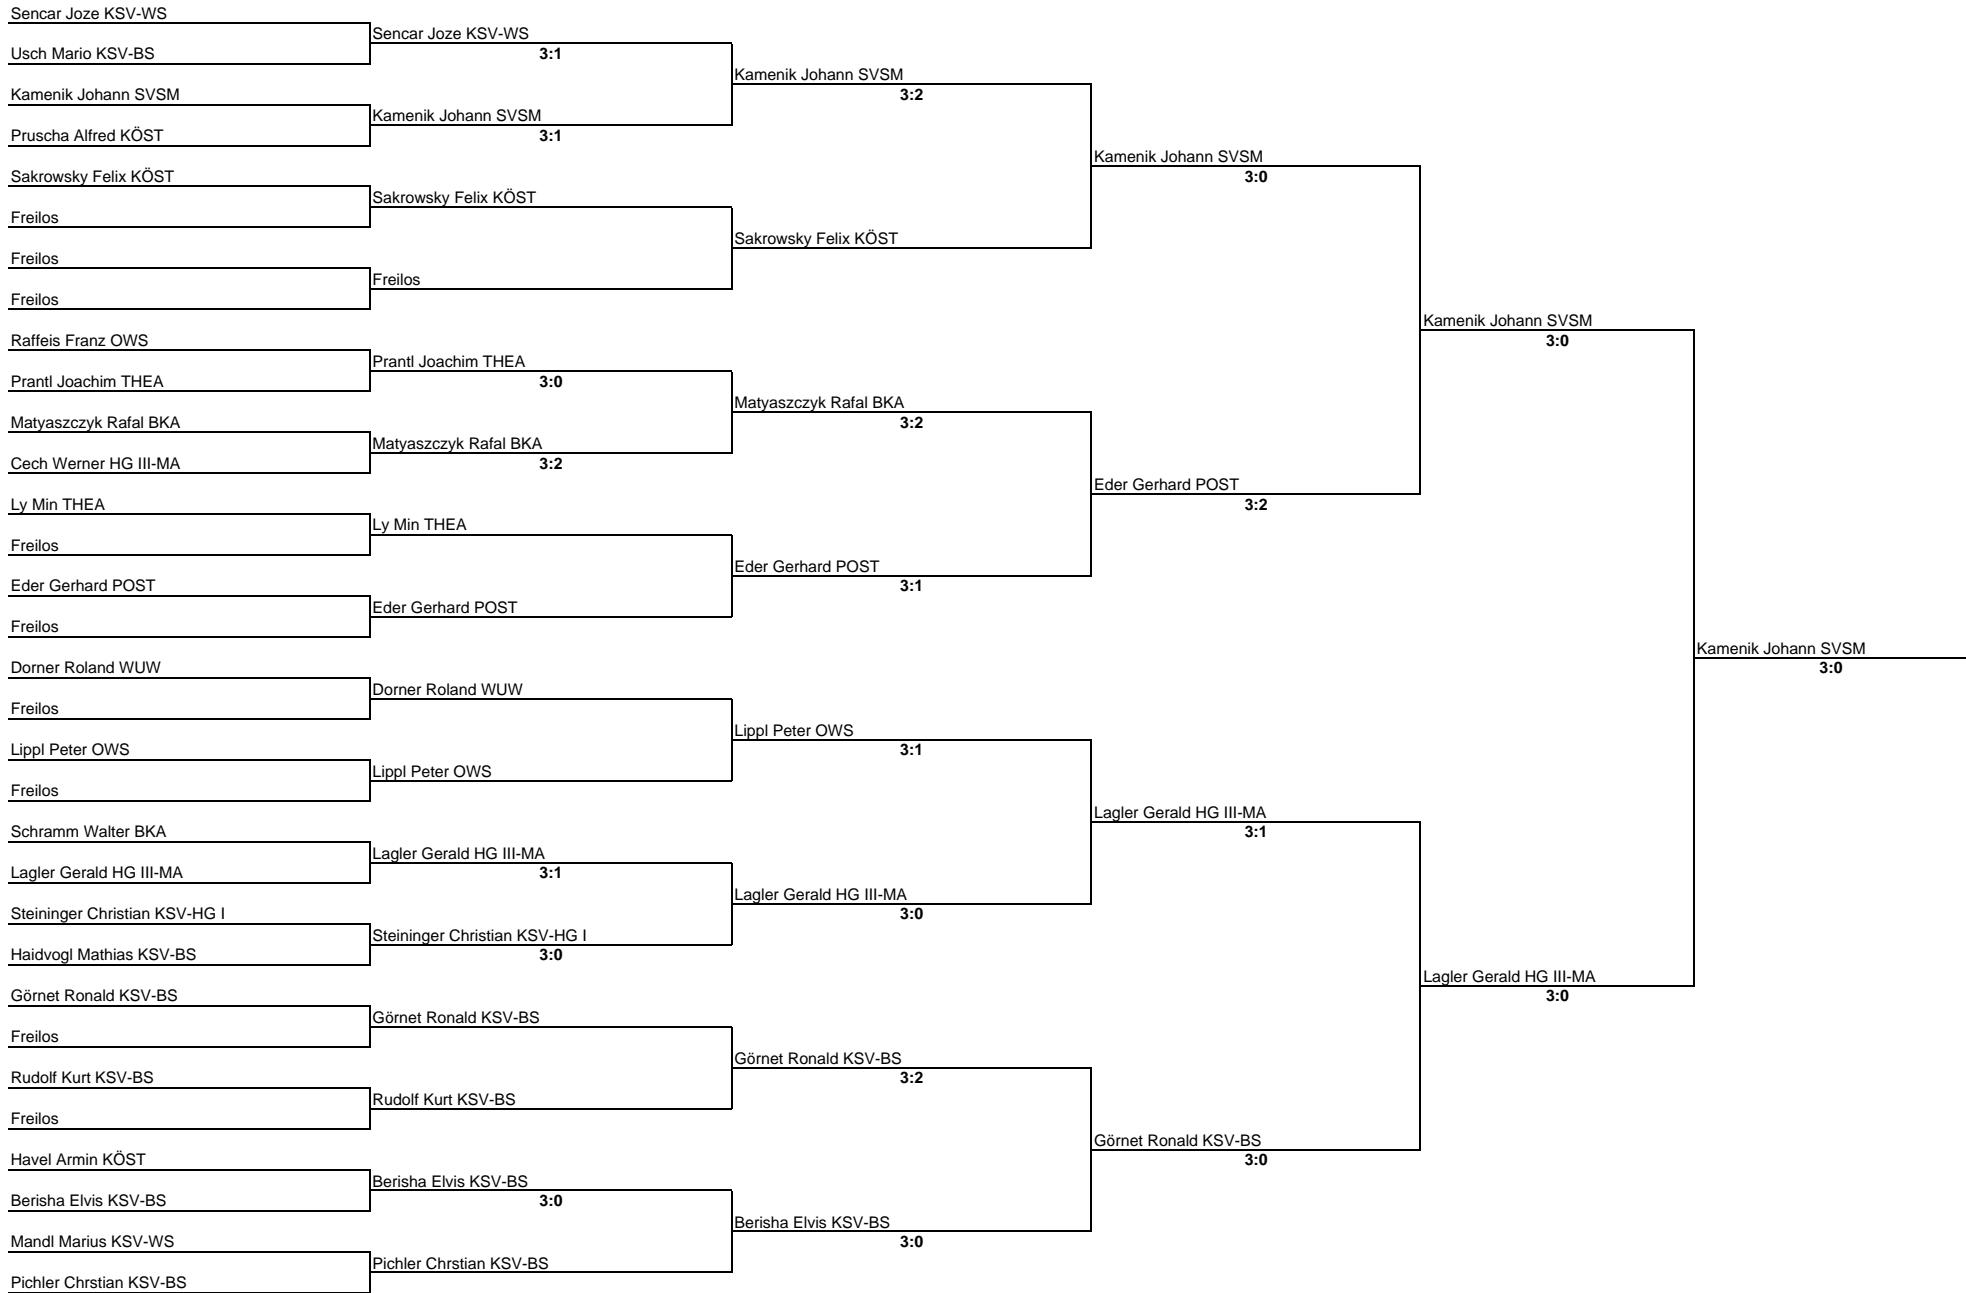 Sencar Joze KSV-WS
Sencar Joze KSV-WS
3:1
Usch Mario KSV-BS
Kamenik Johann SVSM
3:2
Kamenik Johann SVSM
Kamenik Johann SVSM
3:1
Pruscha Alfred KÖST
Kamenik Johann SVSM
3:0
Sakrowsky Felix KÖST
Sakrowsky Felix KÖST
Freilos
Sakrowsky Felix KÖST
Freilos
Freilos
Freilos
Kamenik Johann SVSM
3:0
Raffeis Franz OWS
Prantl Joachim THEA
3:0
Prantl Joachim THEA
Matyaszczyk Rafal BKA
3:2
Matyaszczyk Rafal BKA
Matyaszczyk Rafal BKA
3:2
Cech Werner HG III-MA
Eder Gerhard POST
3:2
Ly Min THEA
Ly Min THEA
Freilos
Eder Gerhard POST
3:1
Eder Gerhard POST
Eder Gerhard POST
Freilos
Kamenik Johann SVSM
3:0
Dorner Roland WUW
Dorner Roland WUW
Freilos
Lippl Peter OWS
3:1
Lippl Peter OWS
Lippl Peter OWS
Freilos
Lagler Gerald HG III-MA
3:1
Schramm Walter BKA
Lagler Gerald HG III-MA
3:1
Lagler Gerald HG III-MA
Lagler Gerald HG III-MA
3:0
Steininger Christian KSV-HG I
Steininger Christian KSV-HG I
3:0
Haidvogl Mathias KSV-BS
Lagler Gerald HG III-MA
3:0
Görnet Ronald KSV-BS
Görnet Ronald KSV-BS
Freilos
Görnet Ronald KSV-BS
3:2
Rudolf Kurt KSV-BS
Rudolf Kurt KSV-BS
Freilos
Görnet Ronald KSV-BS
3:0
Havel Armin KÖST
Berisha Elvis KSV-BS
3:0
Berisha Elvis KSV-BS
Berisha Elvis KSV-BS
3:0
Mandl Marius KSV-WS
Pichler Chrstian KSV-BS
Pichler Chrstian KSV-BS